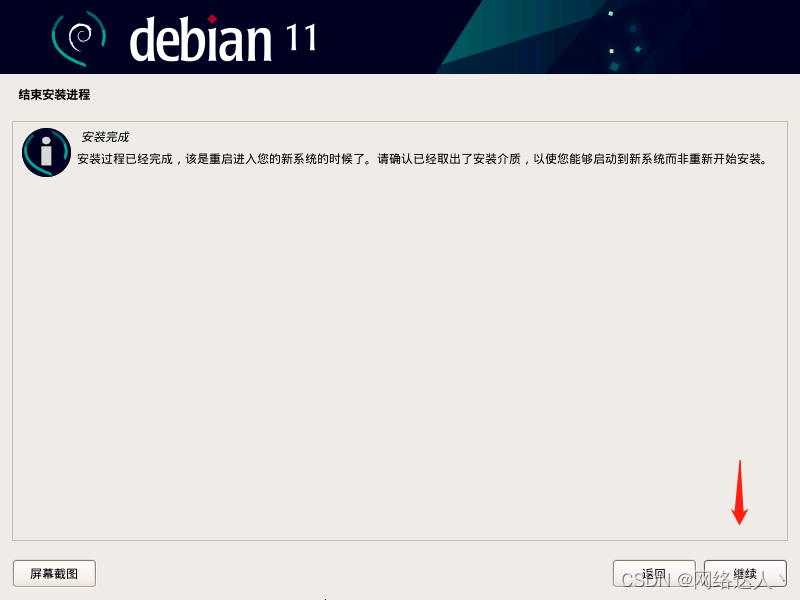 debian 11
结束安装进程
安装完成
安装过程已经完成，该是重启进入您的新系统的时候了。请确认已经取出了安装介质，以使您能够启动到新系统而非重新开始安装。
屏幕截图
返回
继续
CSDN @网络达人丶